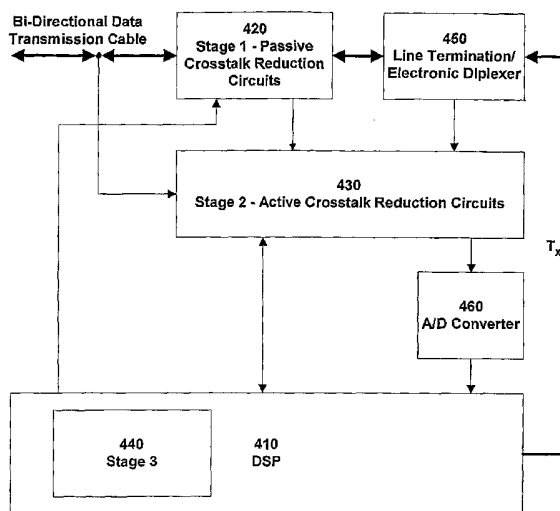 Bi-Directional Data
Transmission Cable
420
Stage 1 - Passive
Crosstalk Reduction
Circuits
450
Line Termination/
Electronic Diplexer
430
Stage 2 - Active Crosstalk Reduction Circuits
Tx
460
A/D Converter
440
Stage 3
410
DSP